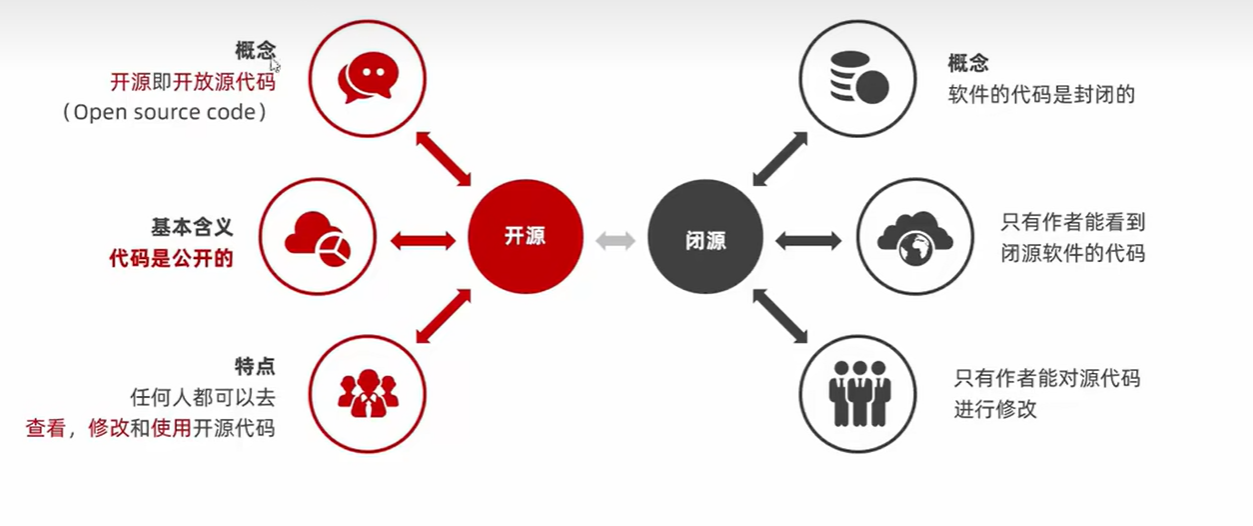 概念
开源即开放源代码
（Open source code）
基本含义
代码是公开的
特点
任何人都可以去
查看，修改和使用开源代码
开源
闭源
概念
软件的代码是封闭的
只有作者能看到
闭源软件的代码
只有作者能对源代码
进行修改